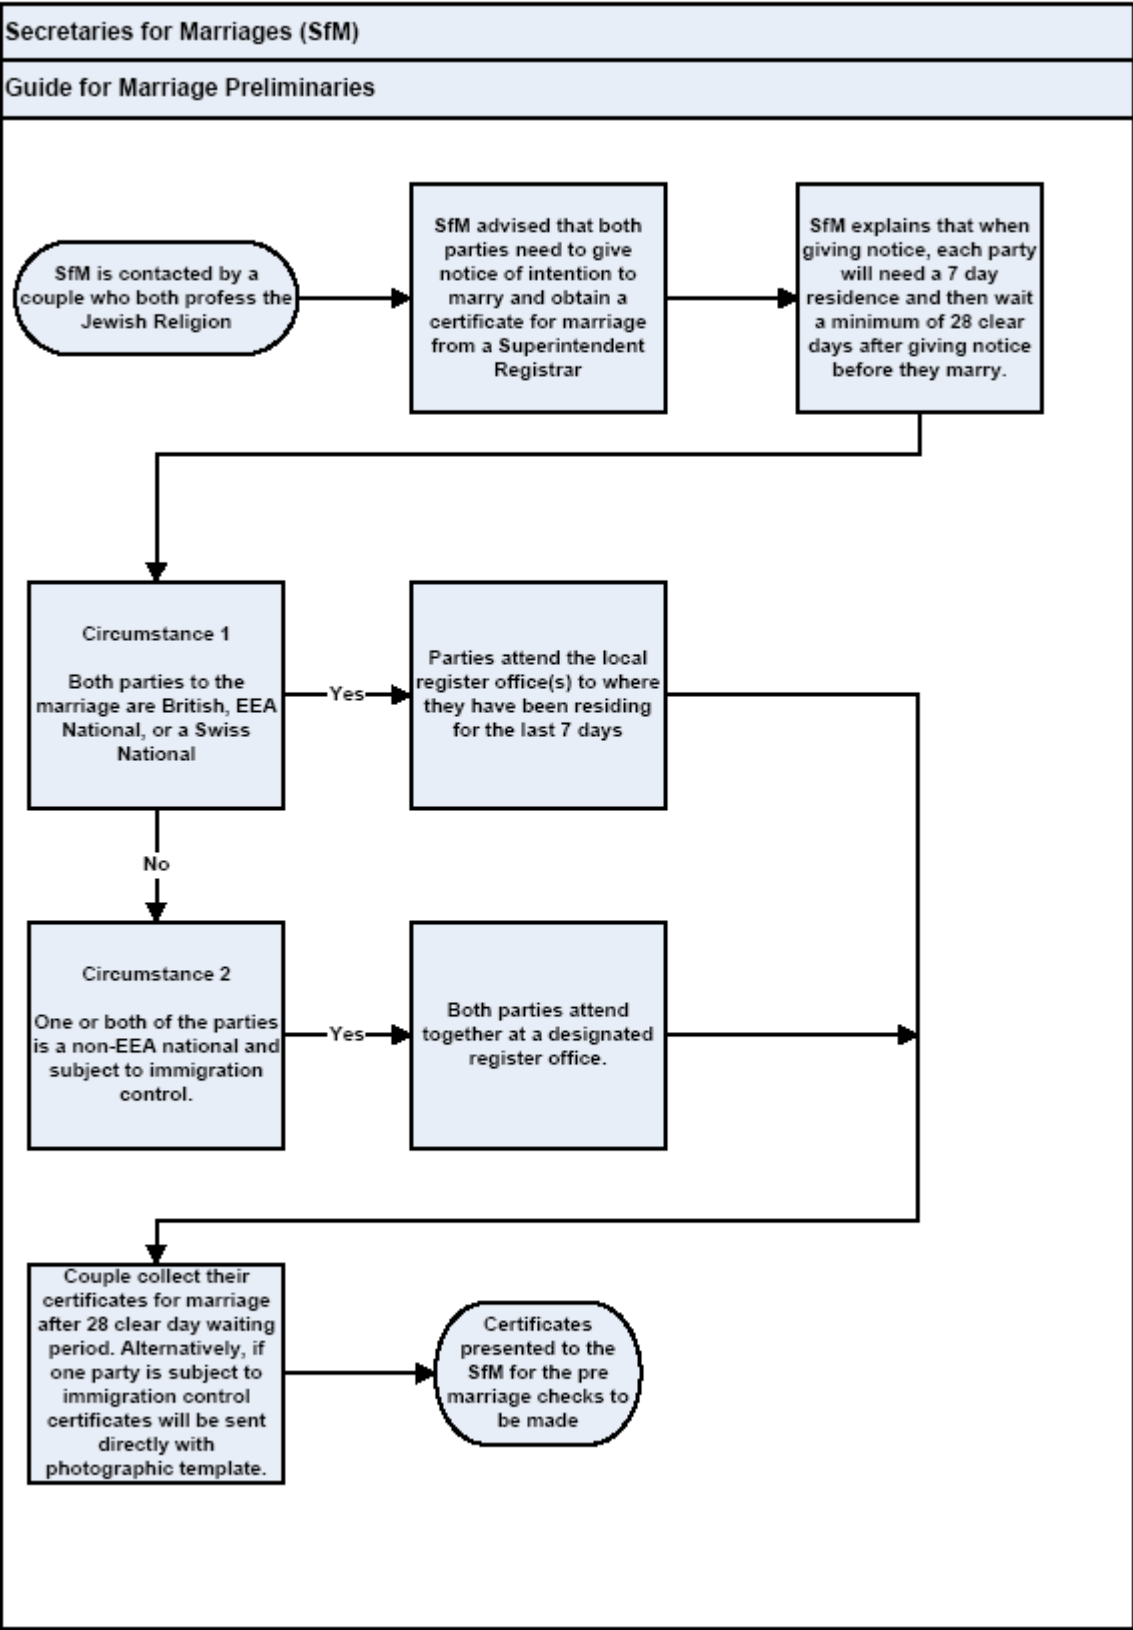 Secretaries for Marriages (SfM)
Guide for Marriage Preliminaries
SfM is contacted by a
couple who both profess the
Jewish Religion
SfM advised that both
parties need to give
notice of intention to
marry and obtain a
certificate for marriage
from a Superintendent
Registrar
SfM explains that when
giving notice, each party
will need a 7 day
residence and then wait
a minimum of 28 clear
days after giving notice
before they marry.
Circumstance 1
Both parties to the
marriage are British, EEA
National, or a Swiss
National
Yes
Parties attend the local
register office(s) to where
they have been residing
for the last 7 days
No
Circumstance 2
One or both of the parties
is a non-EEA national and
subject to immigration
control.
Yes
Both parties attend
together at a designated
register office.
Couple collect their
certificates for marriage
after 28 clear day waiting
period. Alternatively, if
one party is subject to
immigration control
certificates will be sent
directly with
photographic template.
Certificates
presented to the
SfM for the pre
marriage checks to
be made